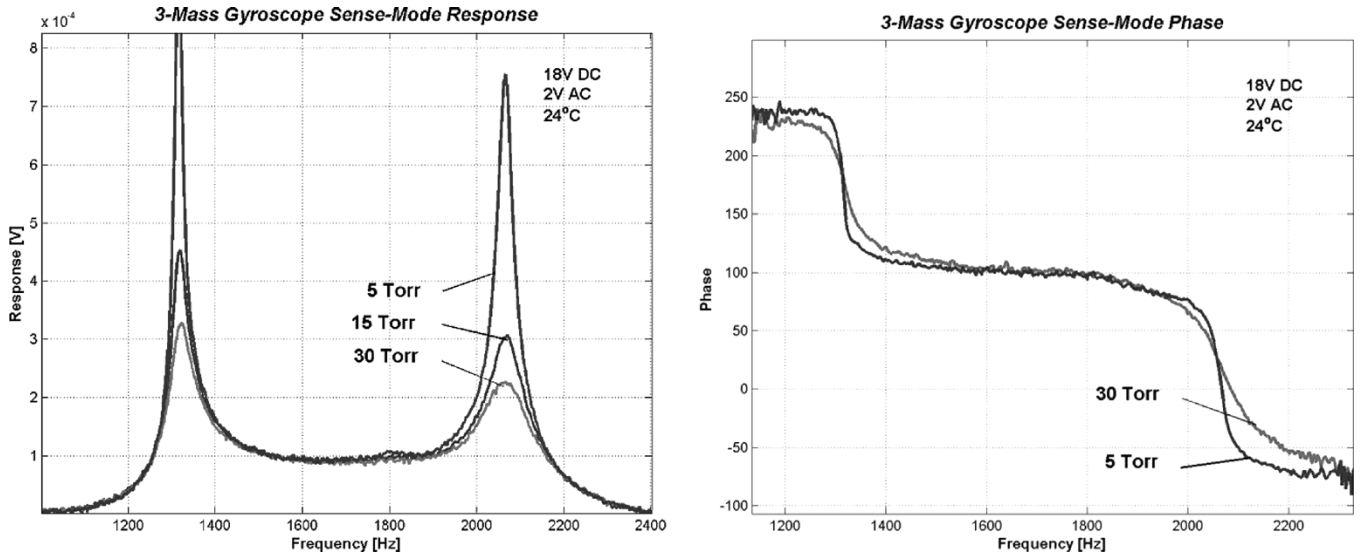 3-Mass Gyroscope Sense-Mode Response
x 10⁻⁴
8
7
6
5
4
3
2
1
Response [V]
18V DC
2V AC
24°C
5 Torr
15 Torr
30 Torr
1200 1400 1600 1800 2000 2200 2400
Frequency [Hz]
3-Mass Gyroscope Sense-Mode Phase
250
200
150
100
50
0
-50
-100
Phase
18V DC
2V AC
24°C
30 Torr
5 Torr
1200 1400 1600 1800 2000 2200
Frequency [Hz]